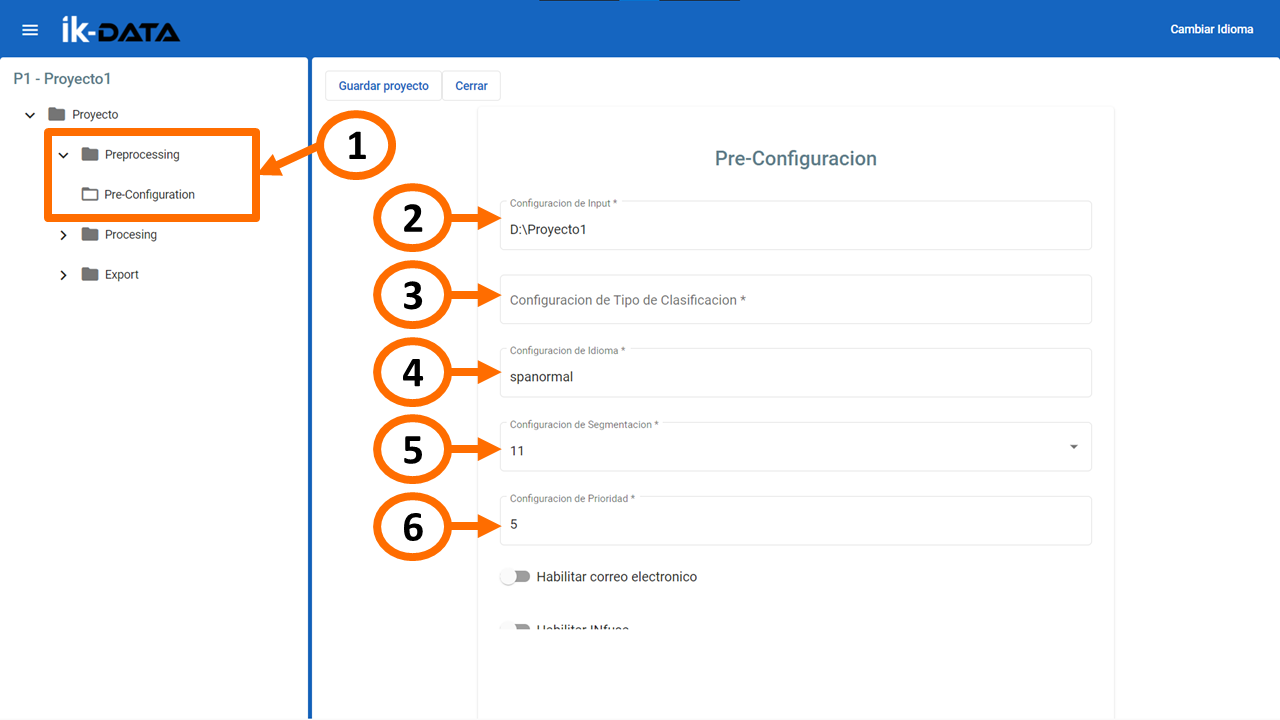 ik-DATA
Cambiar Idioma
P1 - Proyecto1
Proyecto
Preprocessing
Pre-Configuration
Procesing
Export
Guardar proyecto
Cerrar
1
Pre-Configuracion
2
Configuracion de Input *
D:\Proyecto1
3
Configuracion de Tipo de Clasificacion *
4
Configuracion de Idioma *
spanormal
5
Configuracion de Segmentacion *
11
6
Configuracion de Prioridad *
5
Habilitar correo electronico
Habilitar INfuse